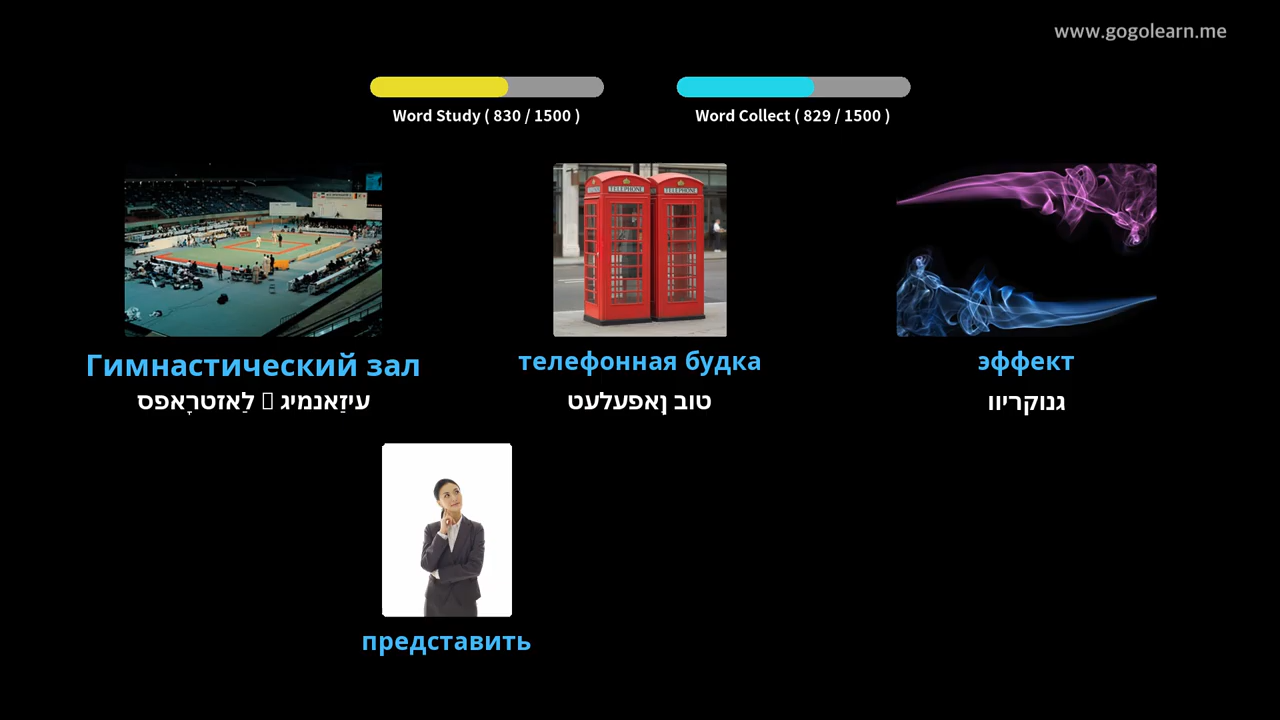 www.gogolearn.me
Word Study ( 830 / 1500 )
Word Collect ( 829 / 1500 )
Гимнастический зал
עיזַאנמיג ▯ לַאזטרָאפס
телефонная будка
טוב ןָאפעלעט
эффект
גנוקריוו
представить